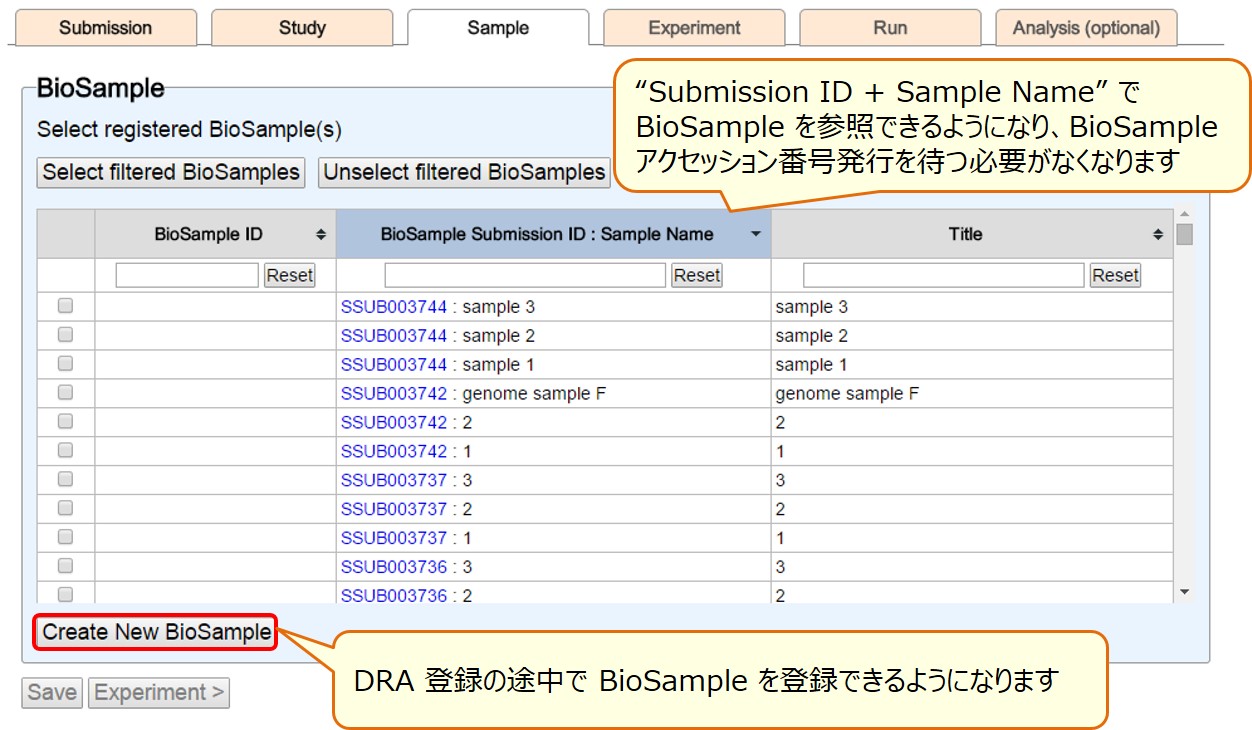 Submission Study Sample Experiment Run Analysis (optional)
BioSample
Select registered BioSample(s)
Select filtered BioSamples Unselect filtered BioSamples
“Submission ID + Sample Name” で
BioSample を参照できるようになり、BioSample
アクセッション番号発行を待つ必要がなくなります
BioSample ID BioSample Submission ID : Sample Name Title
Reset Reset Reset
SSUB003744 : sample 3 sample 3
SSUB003744 : sample 2 sample 2
SSUB003744 : sample 1 sample 1
SSUB003742 : genome sample F genome sample F
SSUB003742 : 2 2
SSUB003742 : 1 1
SSUB003737 : 3 3
SSUB003737 : 2 2
SSUB003737 : 1 1
SSUB003736 : 3 3
SSUB003736 : 2 2
Create New BioSample
DRA 登録の途中で BioSample を登録できるようになります
Save Experiment >